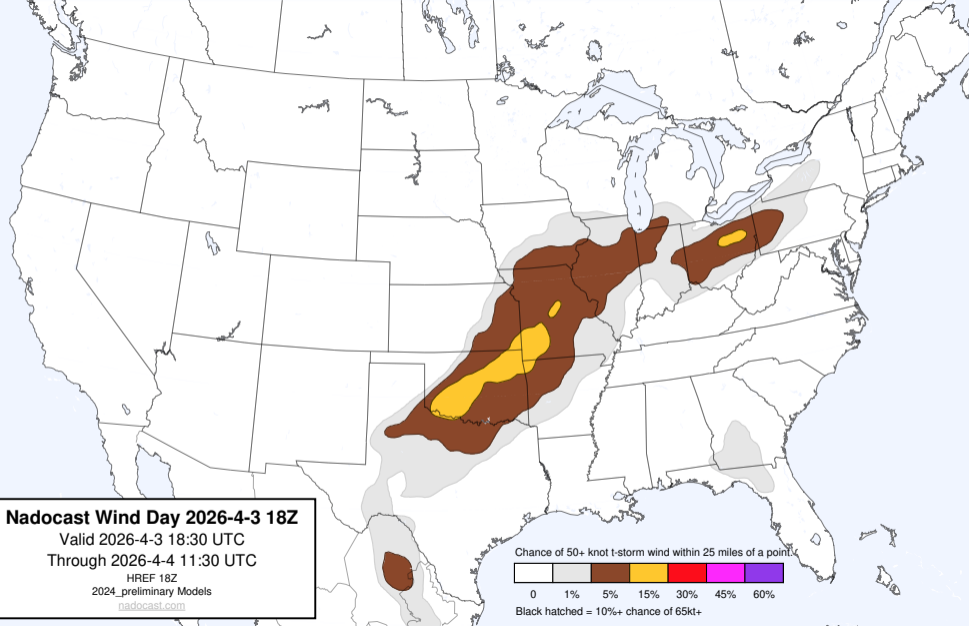 Nadocast Wind Day 2026-4-3 18Z
Valid 2026-4-3 18:30 UTC
Through 2026-4-4 11:30 UTC
HREF 18Z
2024_preliminary Models
nadocast.com
Chance of 50+ knot t-storm wind within 25 miles of a point.
0 1% 5% 15% 30% 45% 60%
Black hatched = 10%+ chance of 65kt+